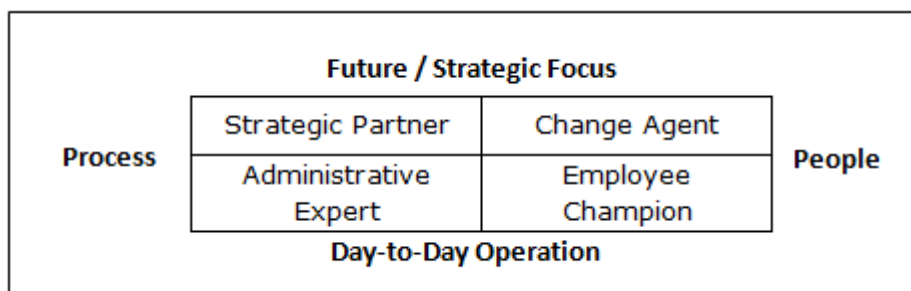 Future / Strategic Focus
Strategic Partner
Change Agent
Process
People
Administrative
Expert
Employee
Champion
Day-to-Day Operation